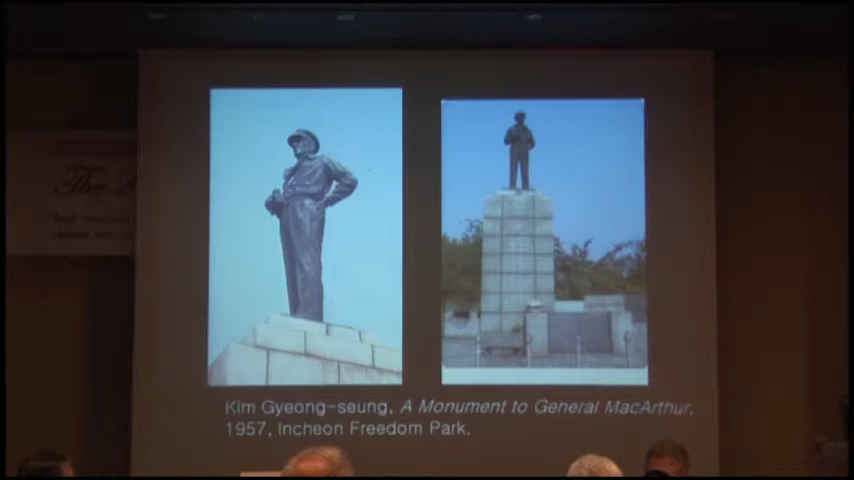 Kim Gyeong-seung, A Monument to General MacArthur,
1957, Incheon Freedom Park,